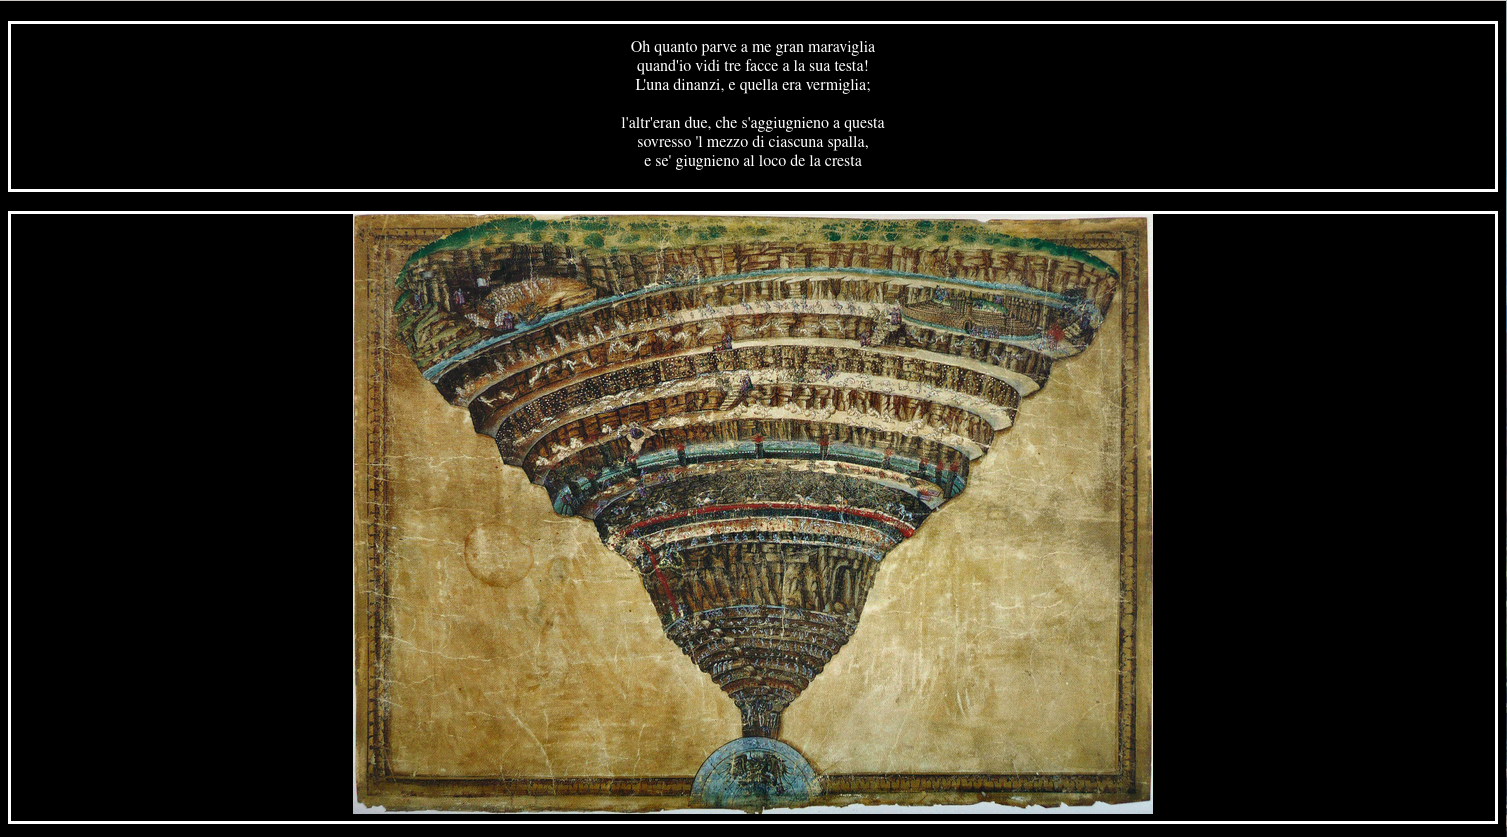 Oh quanto parve a me gran maraviglia
quand'io vidi tre facce a la sua testa!
L'una dinanzi, e quella era vermiglia;
l'altr'eran due, che s'aggiugnieno a questa
sovresso 'l mezzo di ciascuna spalla,
e se' giugnieno al loco de la cresta